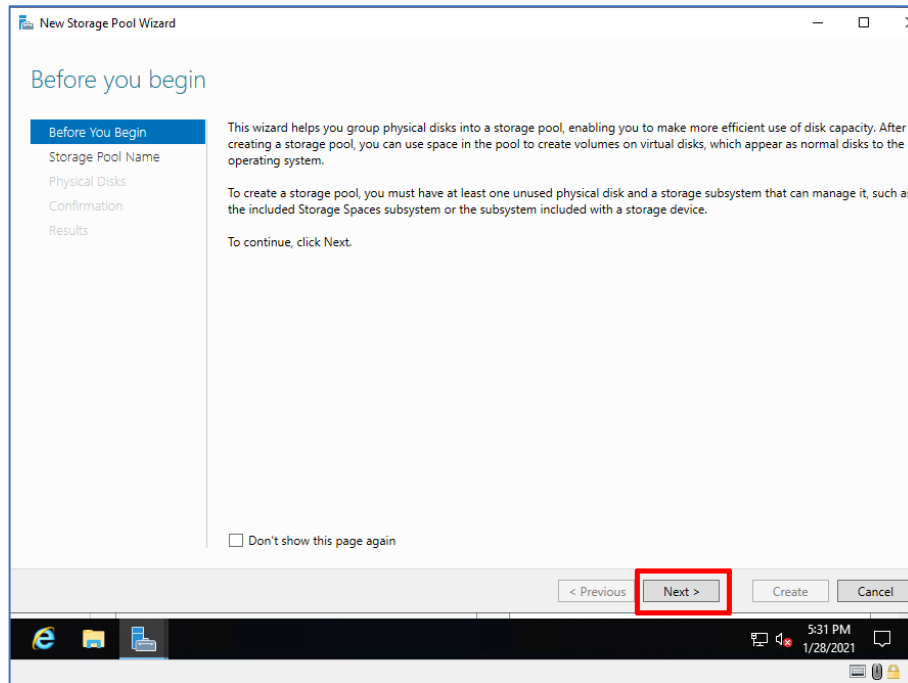 New Storage Pool Wizard
Before you begin
Before You Begin
Storage Pool Name
Physical Disks
Confirmation
Results
This wizard helps you group physical disks into a storage pool, enabling you to make more efficient use of disk capacity. After
creating a storage pool, you can use space in the pool to create volumes on virtual disks, which appear as normal disks to the
operating system.
To create a storage pool, you must have at least one unused physical disk and a storage subsystem that can manage it, such as
the included Storage Spaces subsystem or the subsystem included with a storage device.
To continue, click Next.
Don't show this page again
< Previous
Next >
Create
Cancel
5:31 PM
1/28/2021